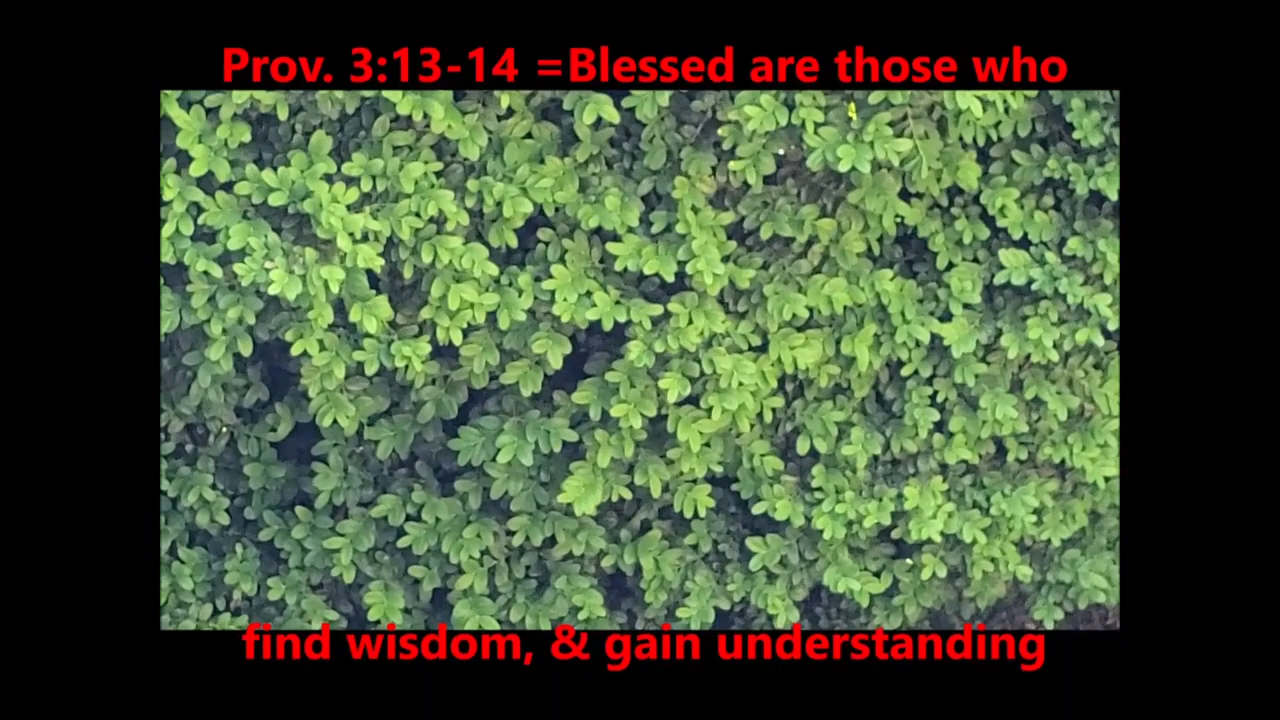 Prov. 3:13-14 =Blessed are those who
find wisdom, & gain understanding